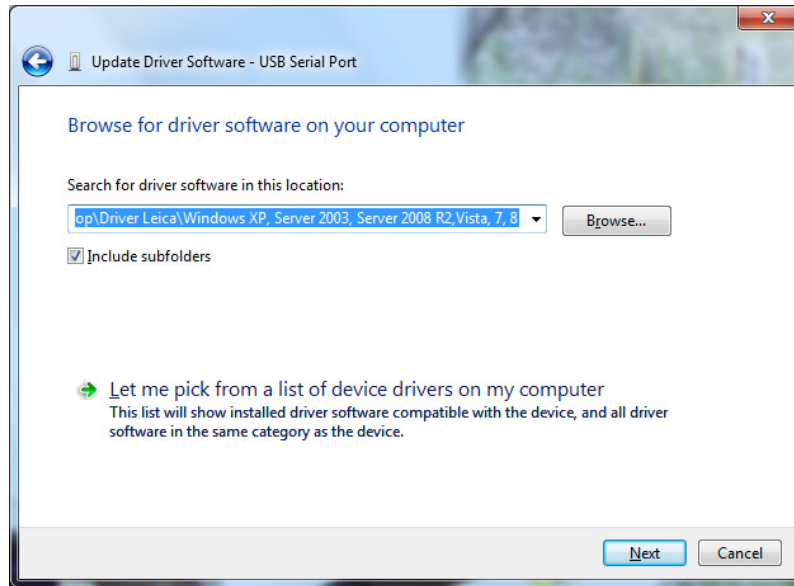 Update Driver Software - USB Serial Port
Browse for driver software on your computer
Search for driver software in this location:
op\Driver Leica\Windows XP, Server 2003, Server 2008 R2,Vista, 7, 8
Browse...
Include subfolders
Let me pick from a list of device drivers on my computer
This list will show installed driver software compatible with the device, and all driver
software in the same category as the device.
Next
Cancel